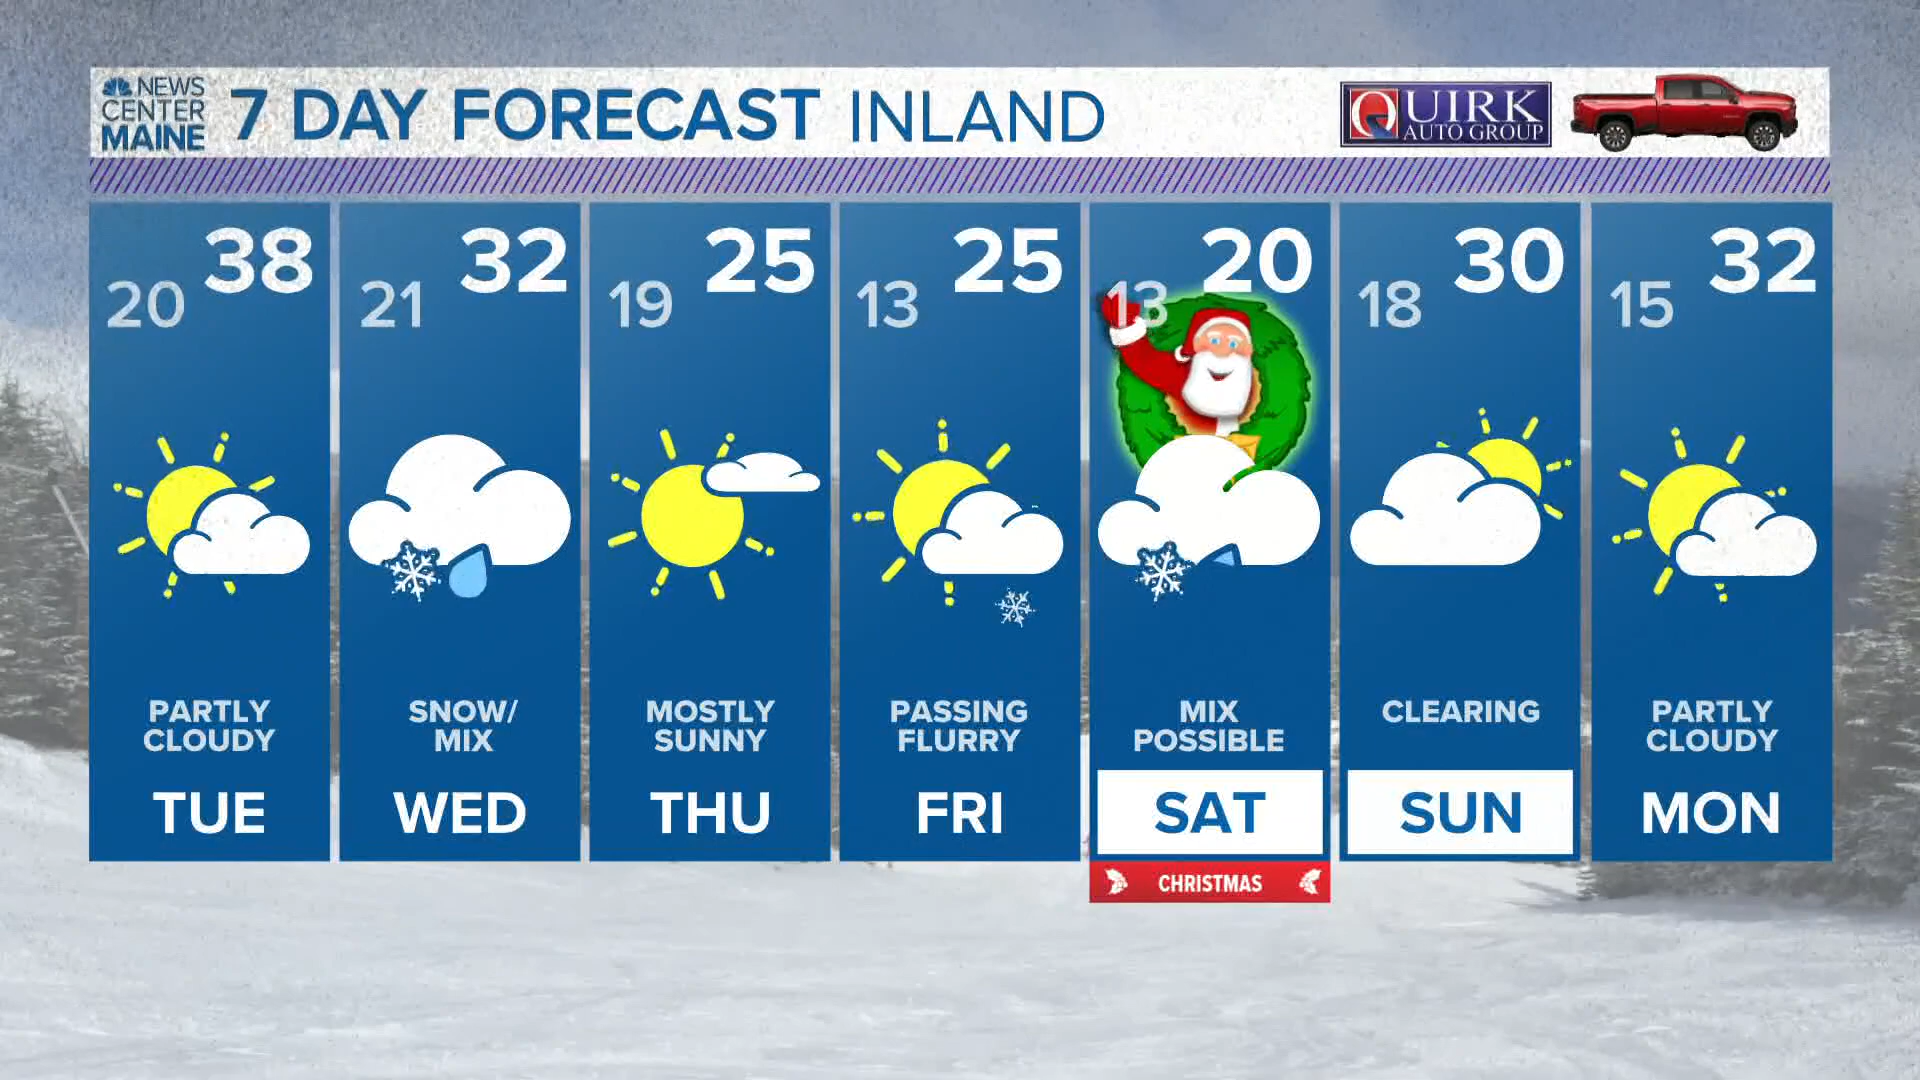 NEWS
CENTER
MAINE
7 DAY FORECAST INLAND
QUIRK
AUTO GROUP
20 38
21 32
19 25
13 25
13 20
18 30
15 32
PARTLY
CLOUDY
SNOW/
MIX
MOSTLY
SUNNY
PASSING
FLURRY
MIX
POSSIBLE
CLEARING
PARTLY
CLOUDY
TUE
WED
THU
FRI
SAT
SUN
MON
CHRISTMAS